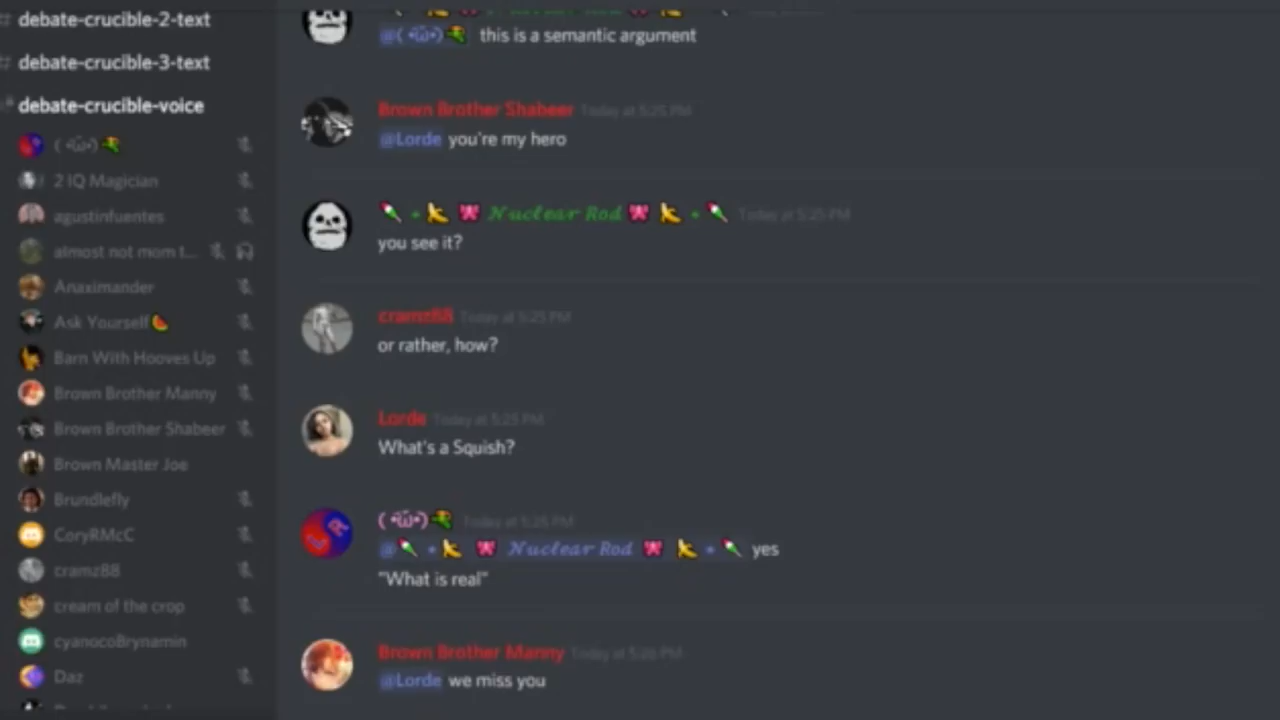 debate-crucible-2-text
debate-crucible-3-text
debate-crucible-voice
2 IQ Magician
agustinfuentes
almost not mom t...
Anaximander
Ask Yourself🍉
Barn With Hooves Up
Brown Brother Manny
Brown Brother Shabeer
Brown Master Joe
Brundlefly
CoryRMcC
cramz88
cream of the crop
cyanocoBrynamin
Daz
this is a semantic argument
Brown Brother Shabeer Today at 5:25 PM
@Lorde you're my hero
𝓝𝓾𝓬𝓵𝓮𝓪𝓻 𝓡𝓸𝓭 Today at 5:25 PM
you see it?
cramz88 Today at 5:25 PM
or rather, how?
Lorde Today at 5:25 PM
What's a Squish?
Today at 5:26 PM
@ 𝓝𝓾𝓬𝓵𝓮𝓪𝓻 𝓡𝓸𝓭 yes
"What is real"
Brown Brother Manny Today at 5:26 PM
@Lorde we miss you